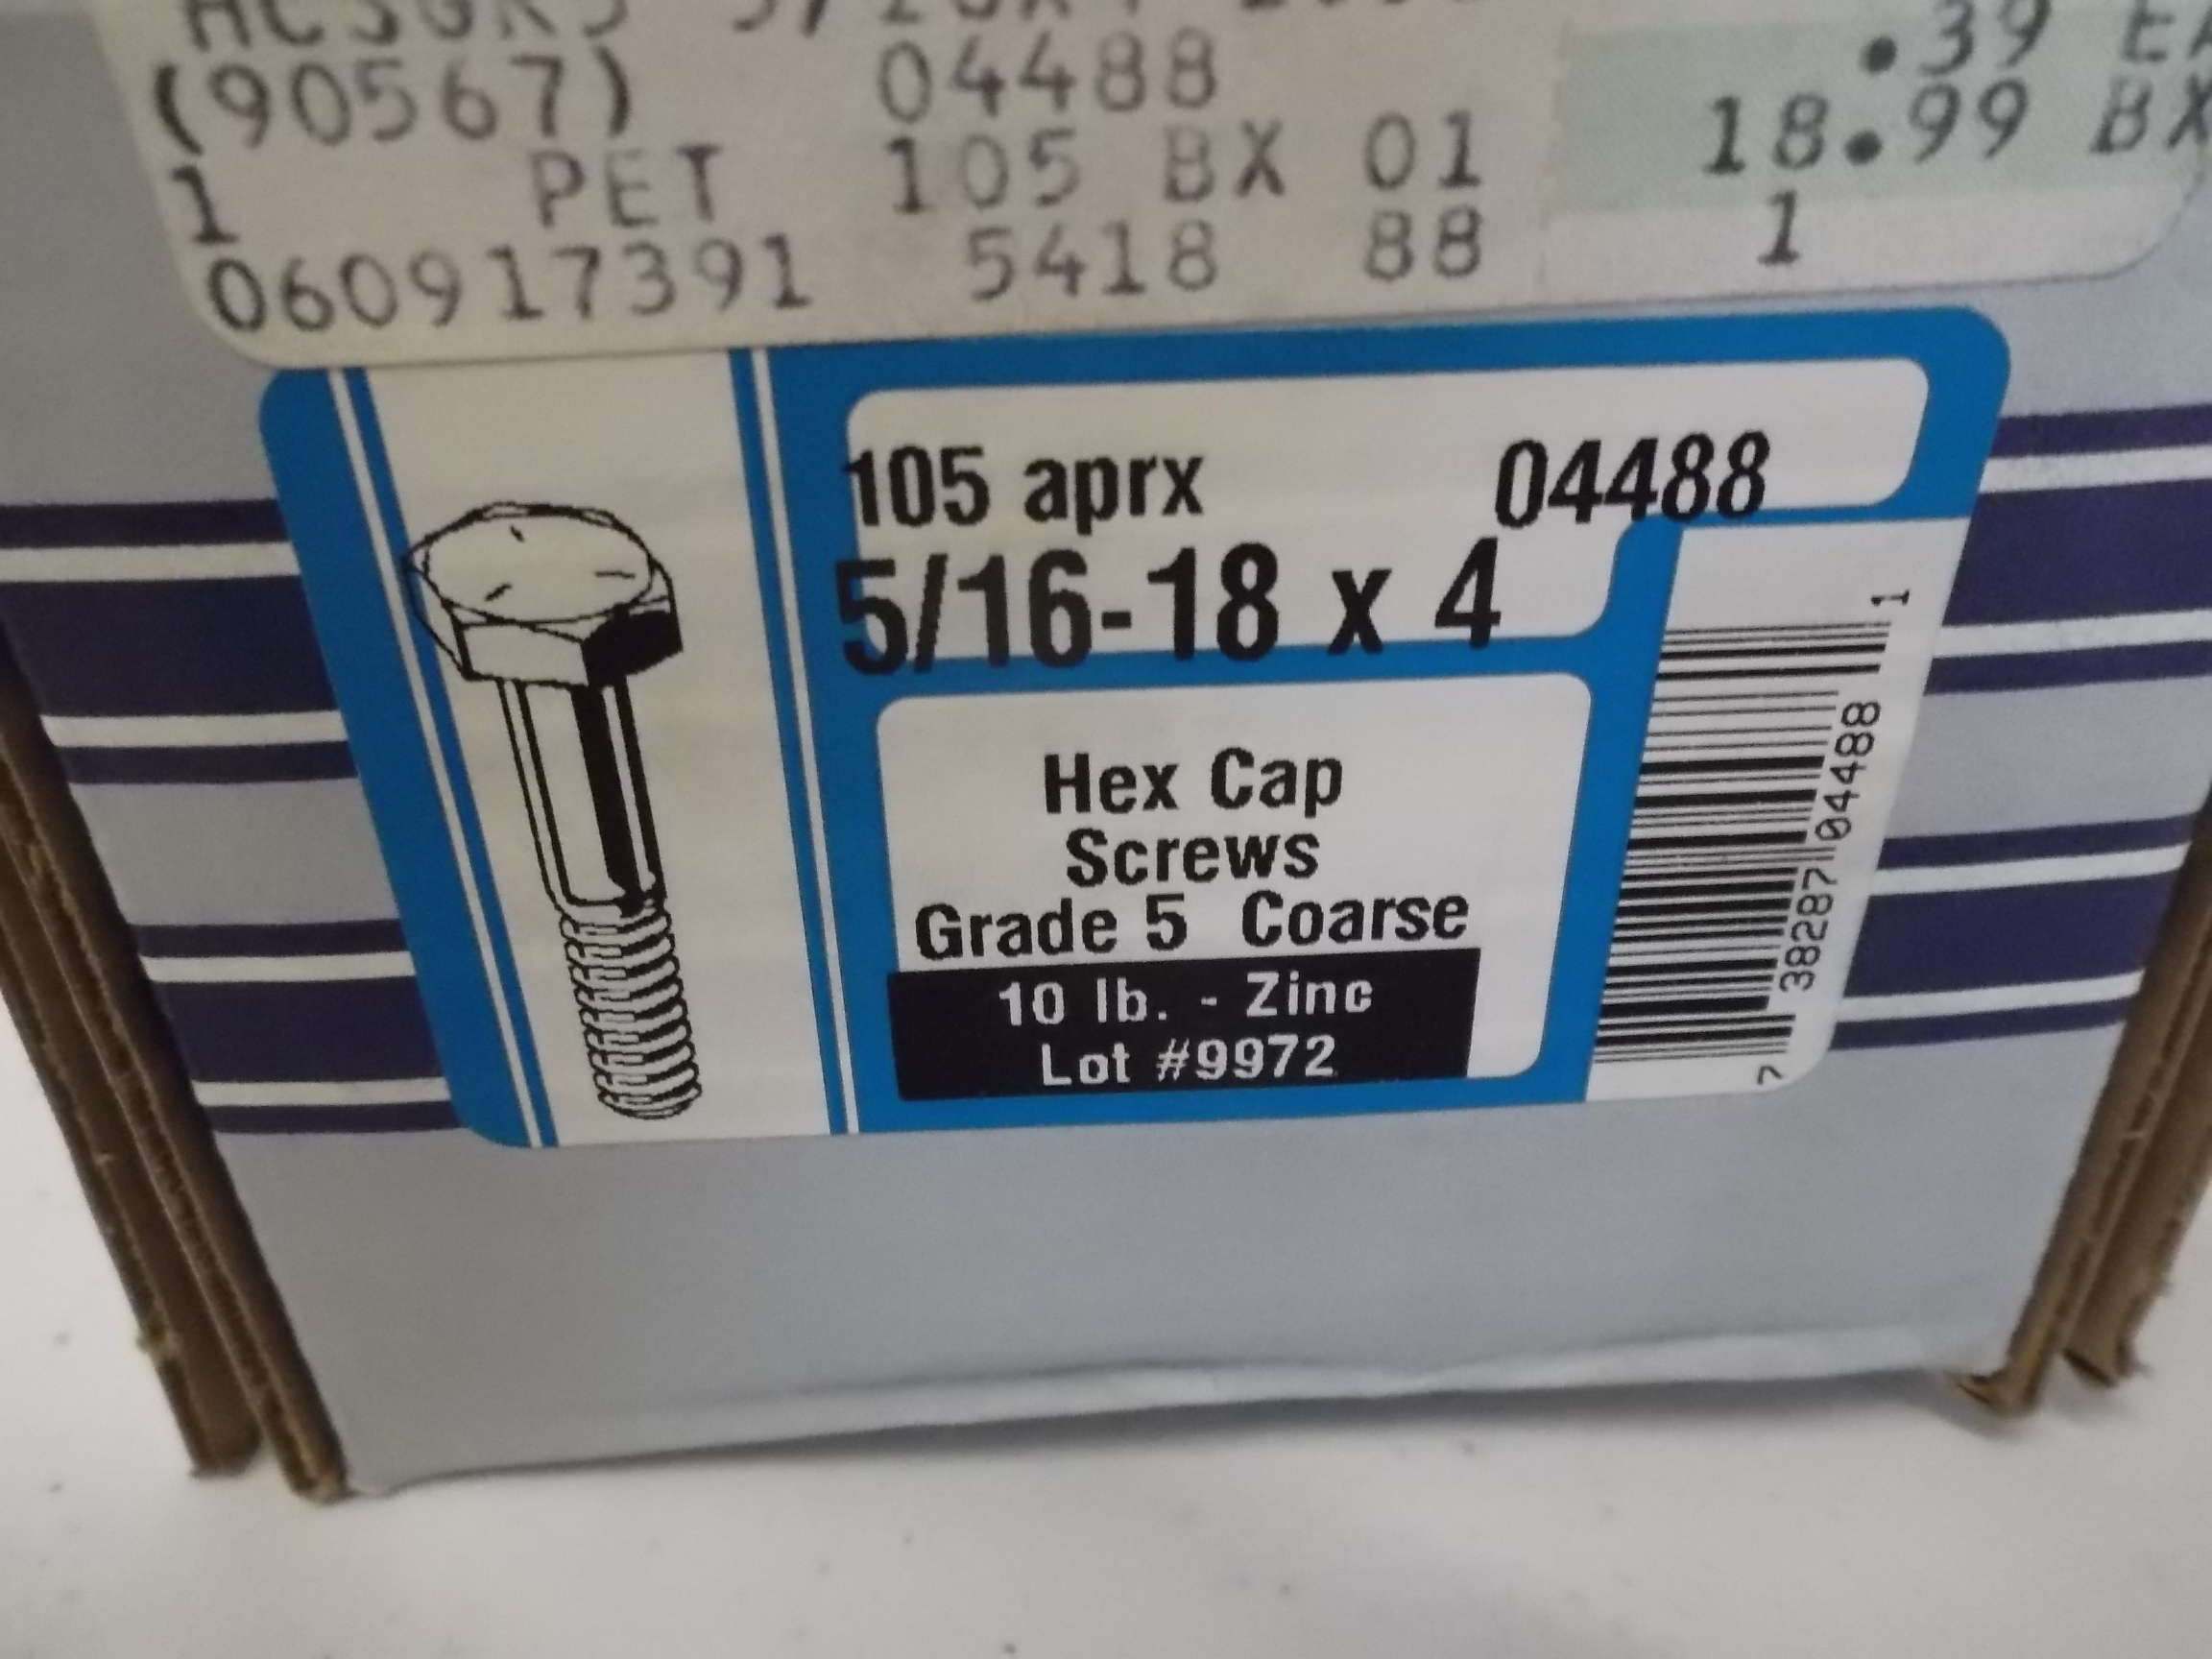 .39
(90567) 04488 18.99 BX
1 PET 105 BX 01
060917391 5418 88 1
105 aprx 04488
5/16-18 x 4
Hex Cap
Screws
Grade 5 Coarse
10 lb. - Zinc
Lot #9972
7 38287 04488 1